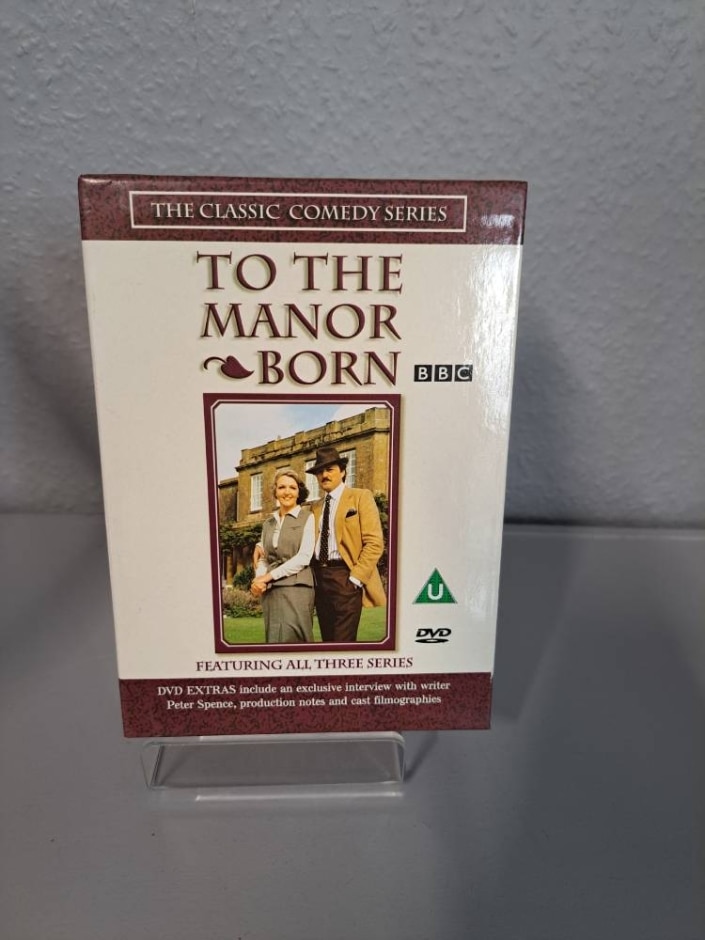 THE CLASSIC COMEDY SERIES
TO THE
MANOR
BORN
BBC
U
DVD
FEATURING ALL THREE SERIES
DVD EXTRAS include an exclusive interview with writer
Peter Spence, production notes and cast filmographies